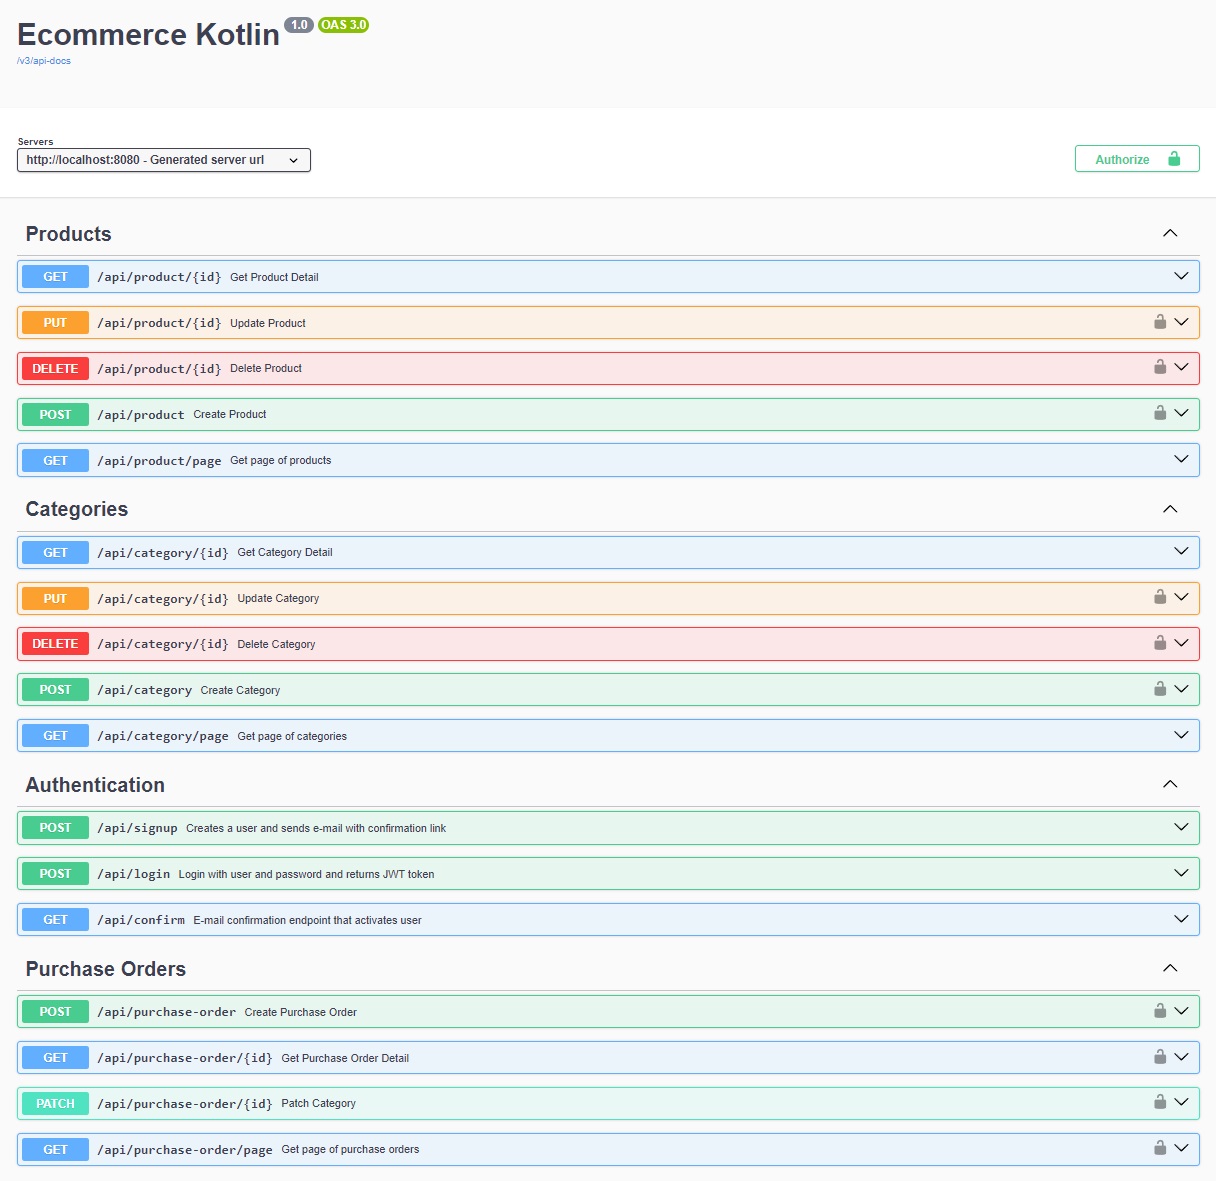 Ecommerce Kotlin 1.0 OAS 3.0
/v3/api-docs
Servers
http://localhost:8080 - Generated server url
Authorize
Products
GET /api/product/{id} Get Product Detail
PUT /api/product/{id} Update Product
DELETE /api/product/{id} Delete Product
POST /api/product Create Product
GET /api/product/page Get page of products
Categories
GET /api/category/{id} Get Category Detail
PUT /api/category/{id} Update Category
DELETE /api/category/{id} Delete Category
POST /api/category Create Category
GET /api/category/page Get page of categories
Authentication
POST /api/signup Creates a user and sends e-mail with confirmation link
POST /api/login Login with user and password and returns JWT token
GET /api/confirm E-mail confirmation endpoint that activates user
Purchase Orders
POST /api/purchase-order Create Purchase Order
GET /api/purchase-order/{id} Get Purchase Order Detail
PATCH /api/purchase-order/{id} Patch Category
GET /api/purchase-order/page Get page of purchase orders